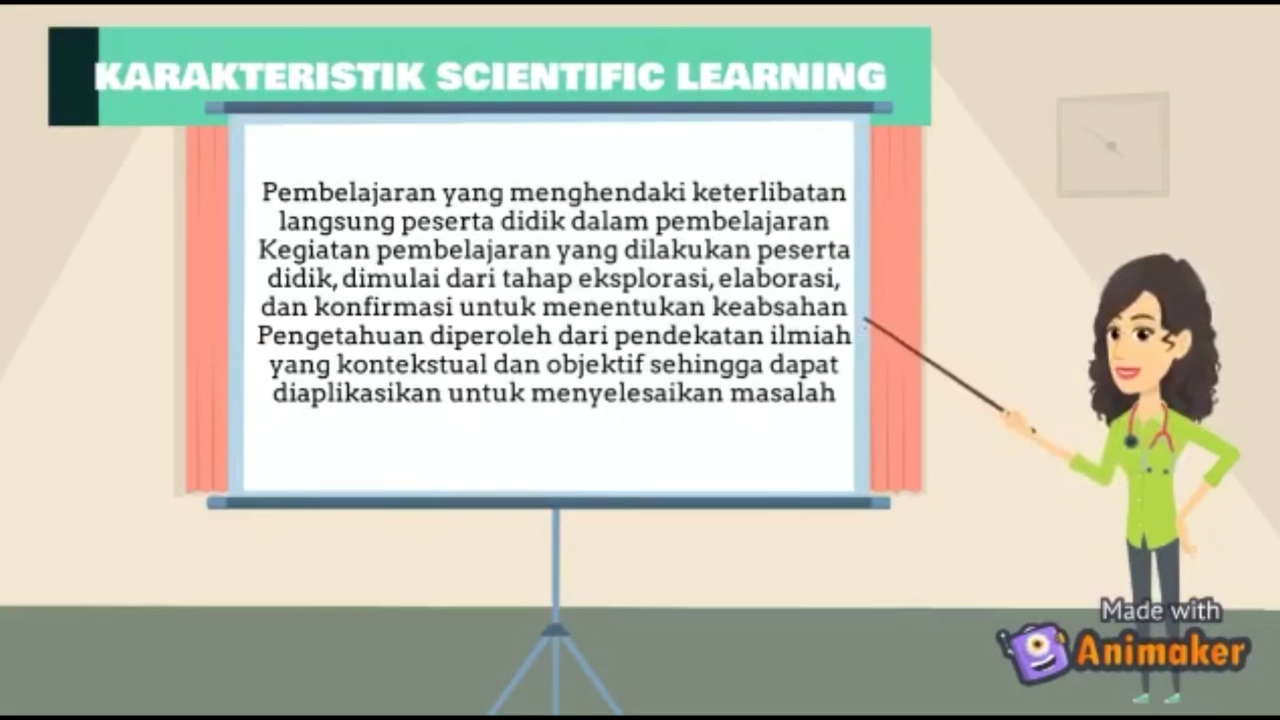 KARAKTERISTIK SCIENTIFIC LEARNING
Pembelajaran yang menghendaki keterlibatan
langsung peserta didik dalam pembelajaran
Kegiatan pembelajaran yang dilakukan peserta
didik, dimulai dari tahap eksplorasi, elaborasi,
dan konfirmasi untuk menentukan keabsahan
Pengetahuan diperoleh dari pendekatan ilmiah
yang kontekstual dan objektif sehingga dapat
diaplikasikan untuk menyelesaikan masalah
Made with
Animaker